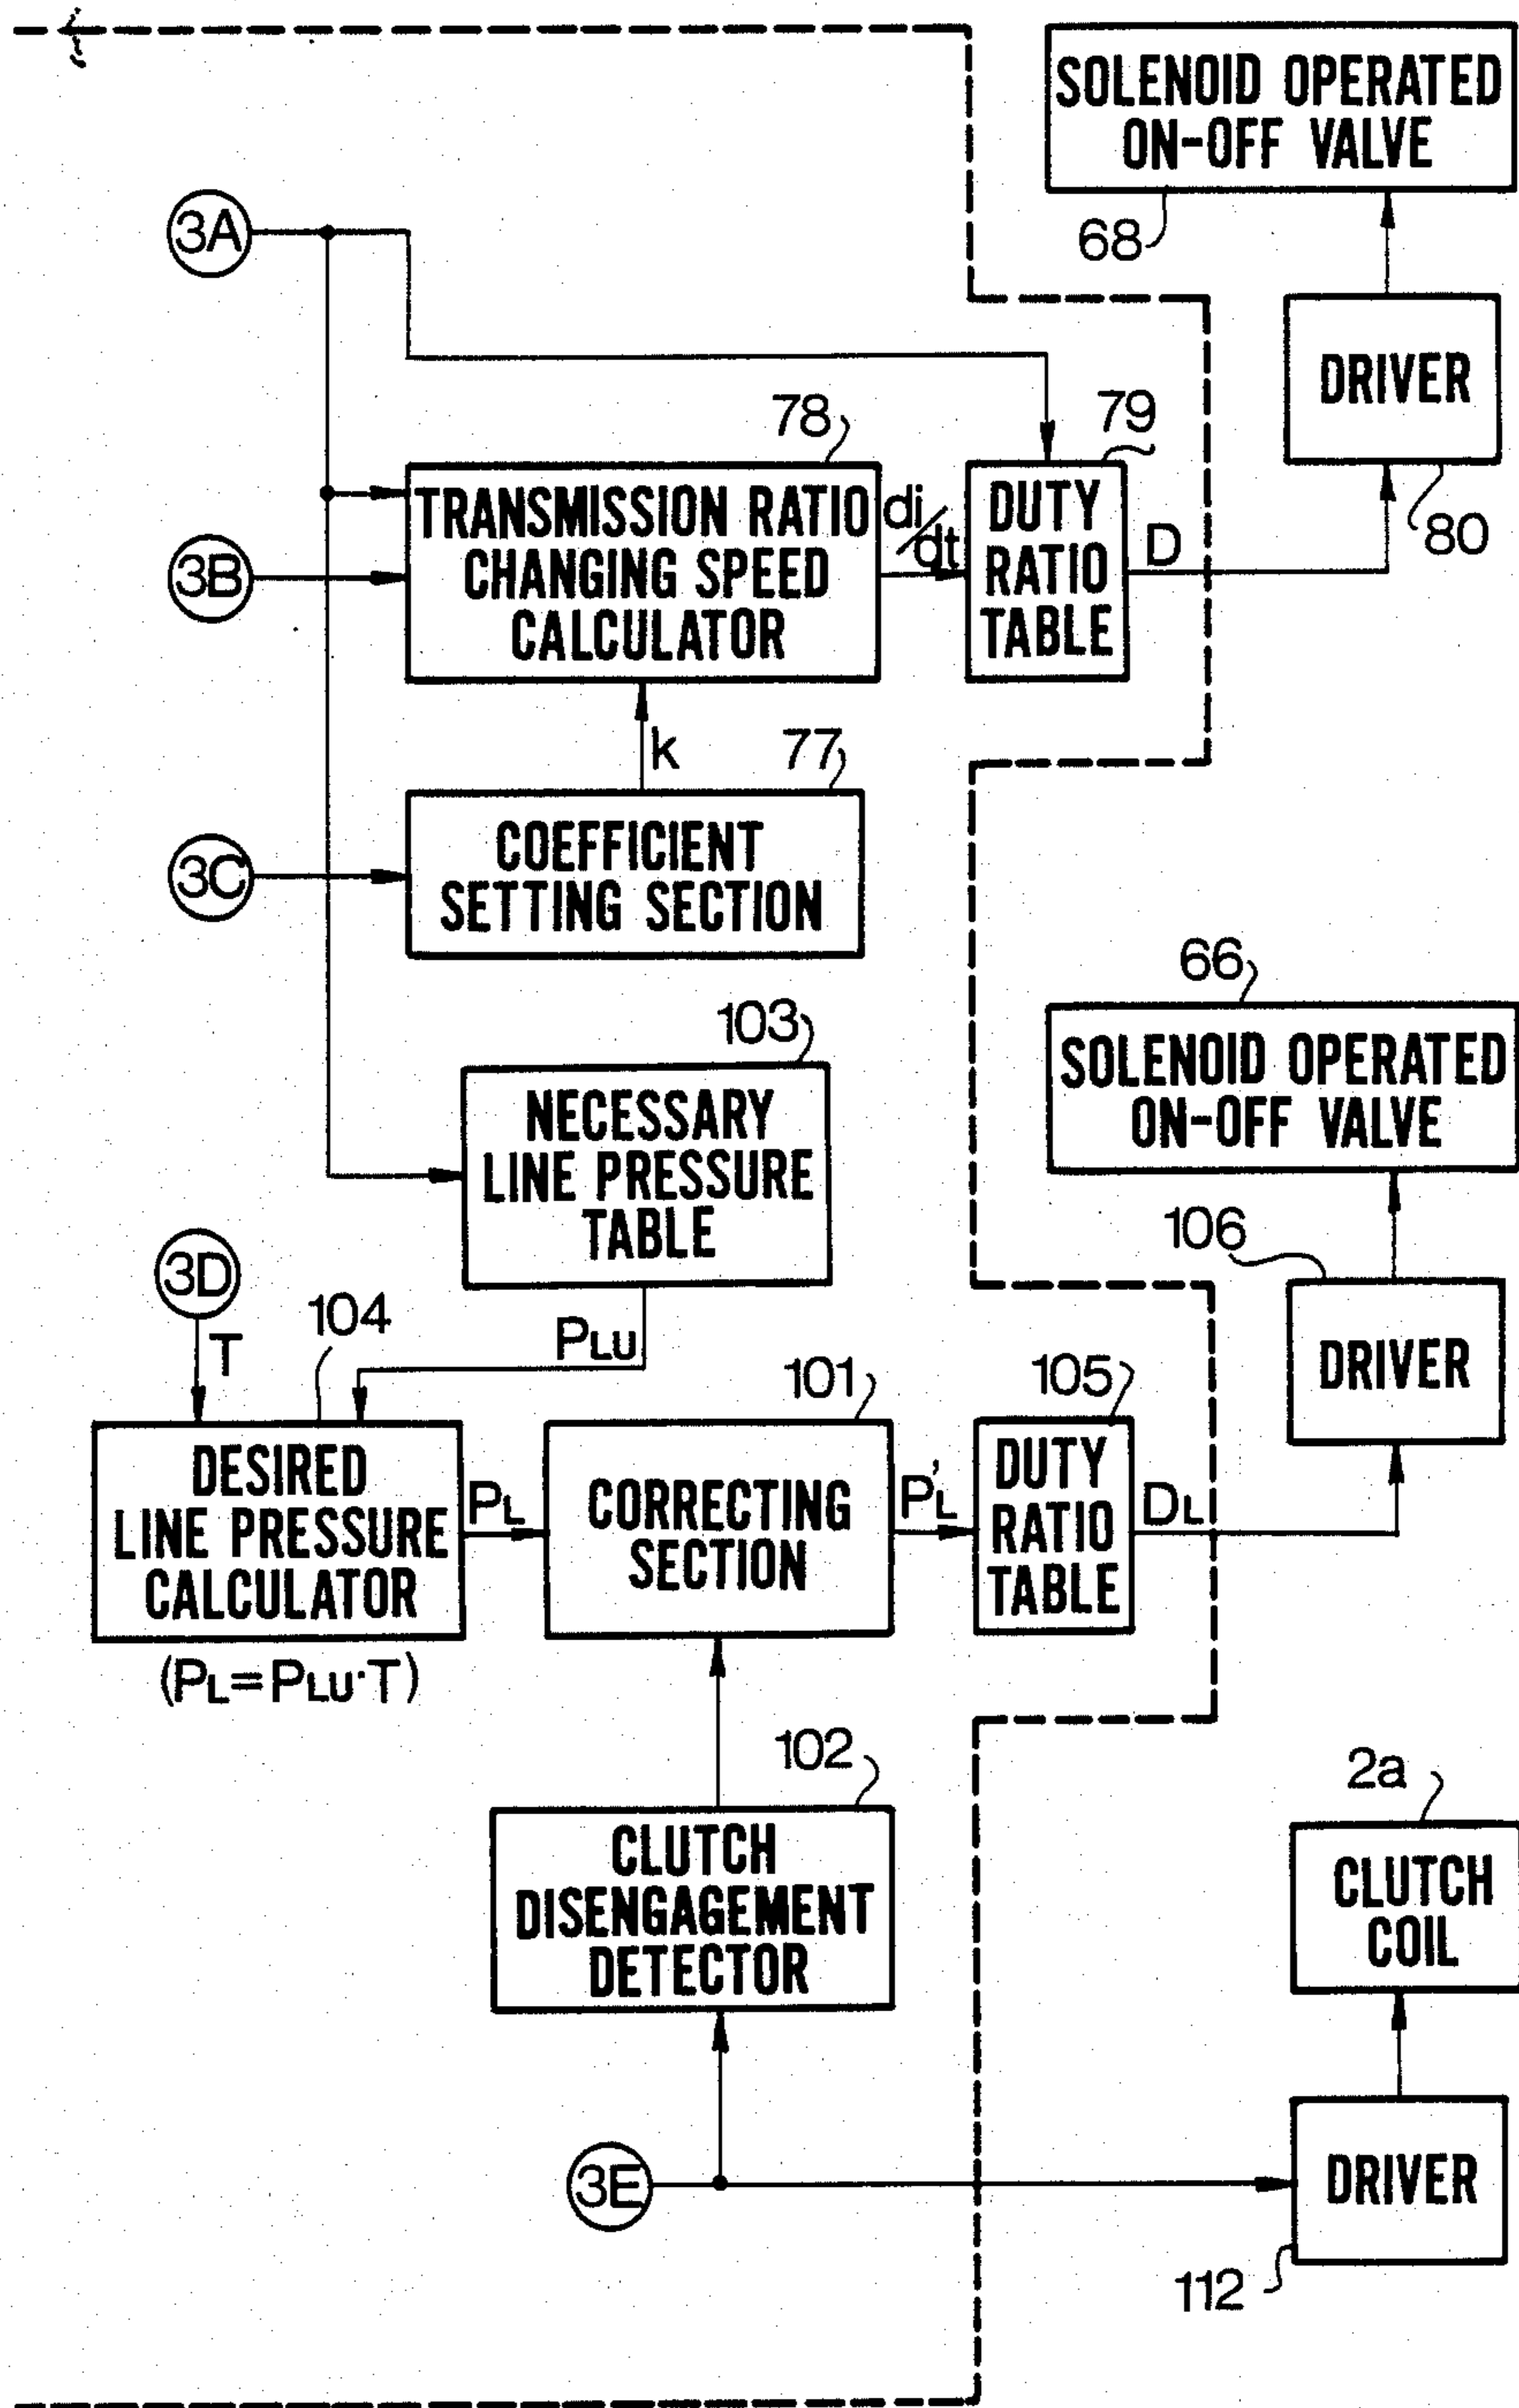 SOLENOID OPERATED
ON-OFF VALVE
68
3A
DRIVER
80
78
79
TRANSMISSION RATIO
CHANGING SPEED
CALCULATOR
di/dt
DUTY
RATIO
TABLE
D
3B
k
77
3C
COEFFICIENT
SETTING SECTION
66
103
SOLENOID OPERATED
ON-OFF VALVE
NECESSARY
LINE PRESSURE
TABLE
106
3D
T
104
PLU
DRIVER
101
105
DESIRED
LINE PRESSURE
CALCULATOR
PL
CORRECTING
SECTION
P'L
DUTY
RATIO
TABLE
DL
(PL=PLU·T)
102
2a
CLUTCH
DISENGAGEMENT
DETECTOR
CLUTCH
COIL
3E
DRIVER
112